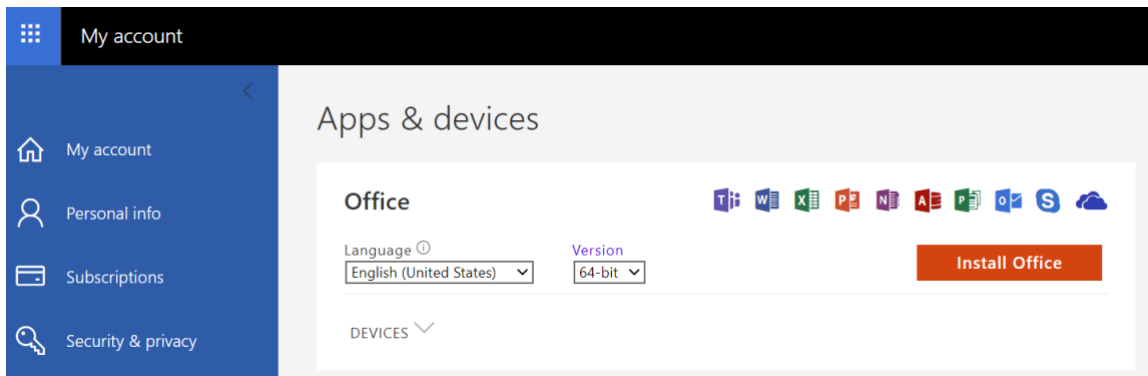 My account
My account
Personal info
Subscriptions
Security & privacy
Apps & devices
Office
Language
Version
English (United States)
64-bit
Install Office
DEVICES